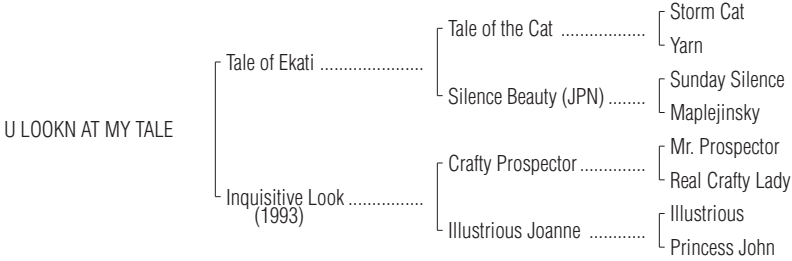 Storm Cat
Tale of the Cat ..................
Yarn
Tale of Ekati ......................
Sunday Silence
Silence Beauty (JPN) ........
Maplejinsky
U LOOKN AT MY TALE
Mr. Prospector
Crafty Prospector..............
Real Crafty Lady
Inquisitive Look ................
(1993)
Illustrious
Illustrious Joanne ............
Princess John